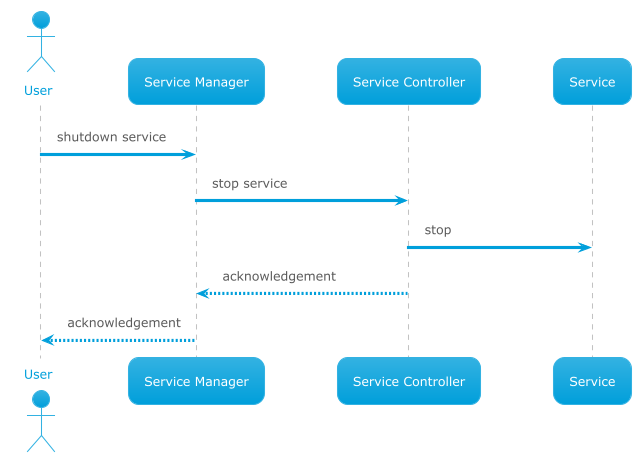 User
Service Manager
Service Controller
Service
shutdown service
stop service
stop
acknowledgement
acknowledgement
User
Service Manager
Service Controller
Service